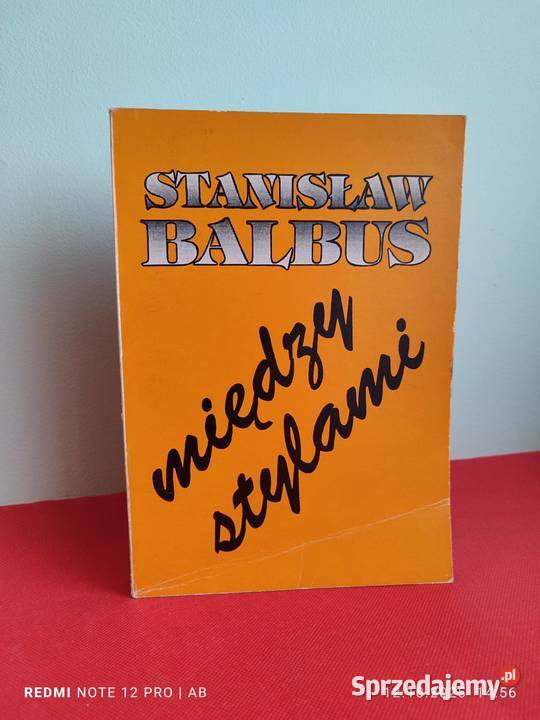 STANISŁAW
BALBUS
między
stylami
REDMI NOTE 12 PRO | AB
Sprzedajemy.pl